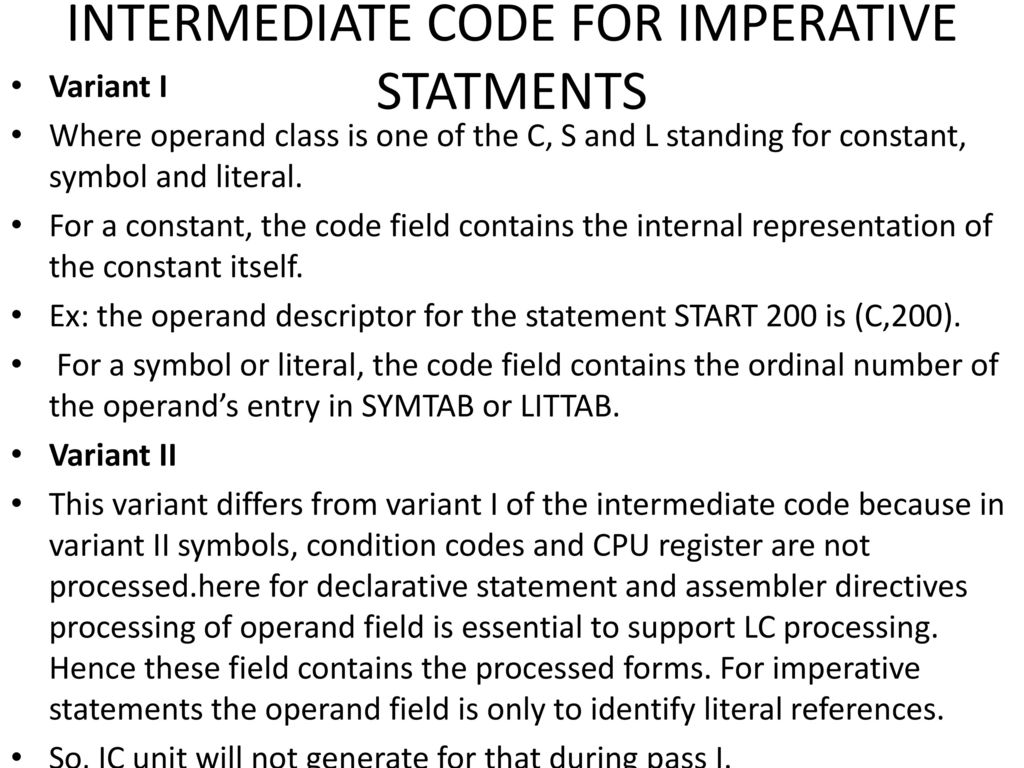 INTERMEDIATE CODE FOR IMPERATIVE
STATMENTS
• Variant I
• Where operand class is one of the C, S and L standing for constant,
symbol and literal.
• For a constant, the code field contains the internal representation of
the constant itself.
• Ex: the operand descriptor for the statement START 200 is (C,200).
• For a symbol or literal, the code field contains the ordinal number of
the operand’s entry in SYMTAB or LITTAB.
• Variant II
• This variant differs from variant I of the intermediate code because in
variant II symbols, condition codes and CPU register are not
processed.here for declarative statement and assembler directives
processing of operand field is essential to support LC processing.
Hence these field contains the processed forms. For imperative
statements the operand field is only to identify literal references.
• So, IC unit will not generate for that during pass I.